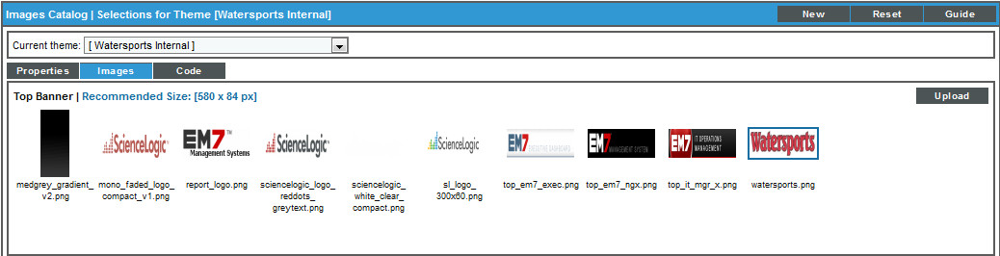 Images Catalog | Selections for Theme [Watersports Internal]
New
Reset
Guide
Current theme:
[ Watersports Internal ]
Properties
Images
Code
Top Banner | Recommended Size: [580 x 84 px]
Upload
ScienceLogic
EM7™
Management Systems
ScienceLogic
ScienceLogic
EM7 EXECUTIVE DASHBOARD
EM7 MANAGEMENT SYSTEM
EM7 IT OPERATIONS
MANAGEMENT
Watersports
medgrey_gradient_
v2.png
mono_faded_logo_
compact_v1.png
report_logo.png
sciencelogic_logo_
reddots_
greytext.png
sciencelogic_
white_clear_
compact.png
sl_logo_
300x60.png
top_em7_exec.png
top_em7_ngx.png
top_it_mgr_x.png
watersports.png